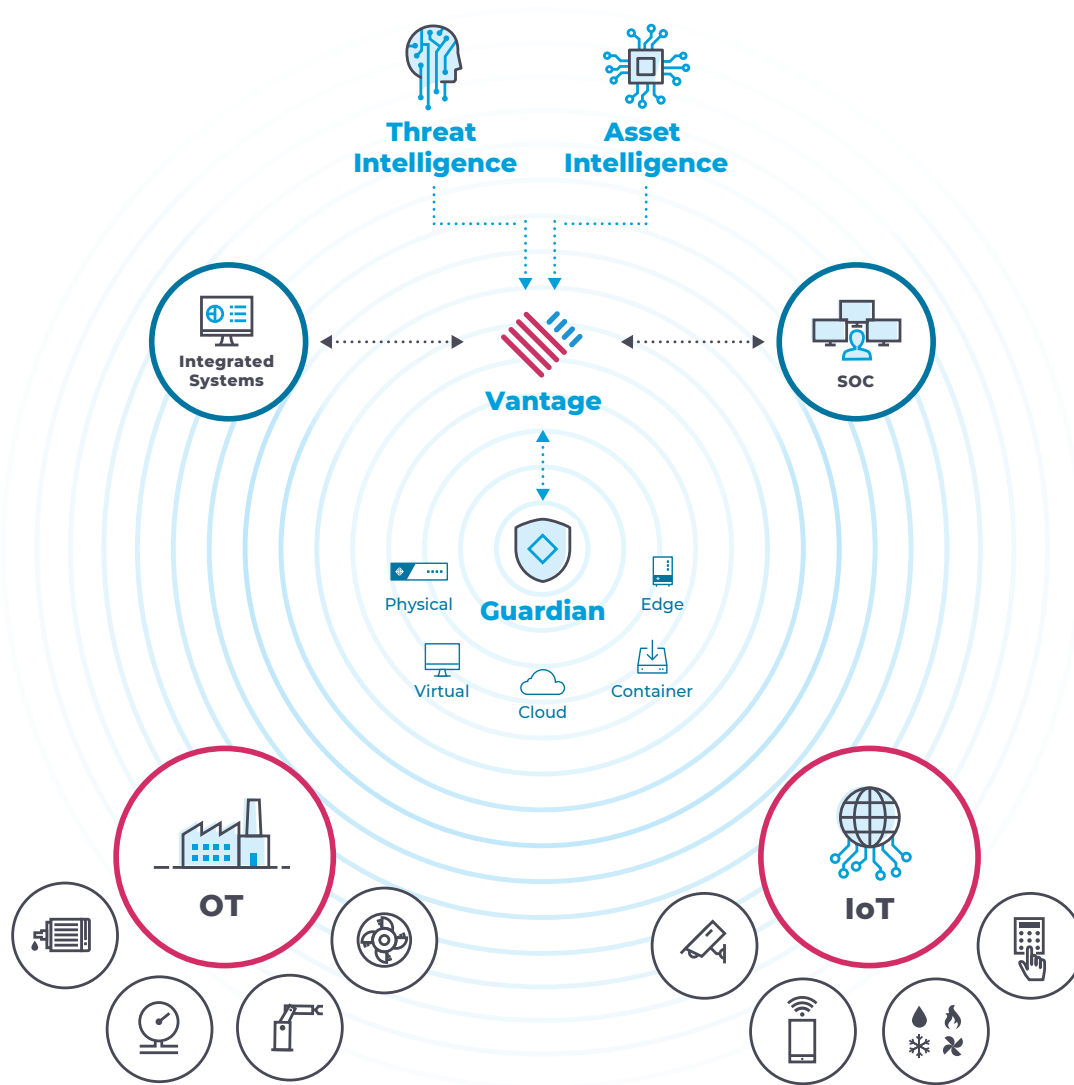 Threat
Intelligence
Asset
Intelligence
Integrated
Systems
Vantage
SOC
Physical
Guardian
Edge
Virtual
Cloud
Container
OT
IoT